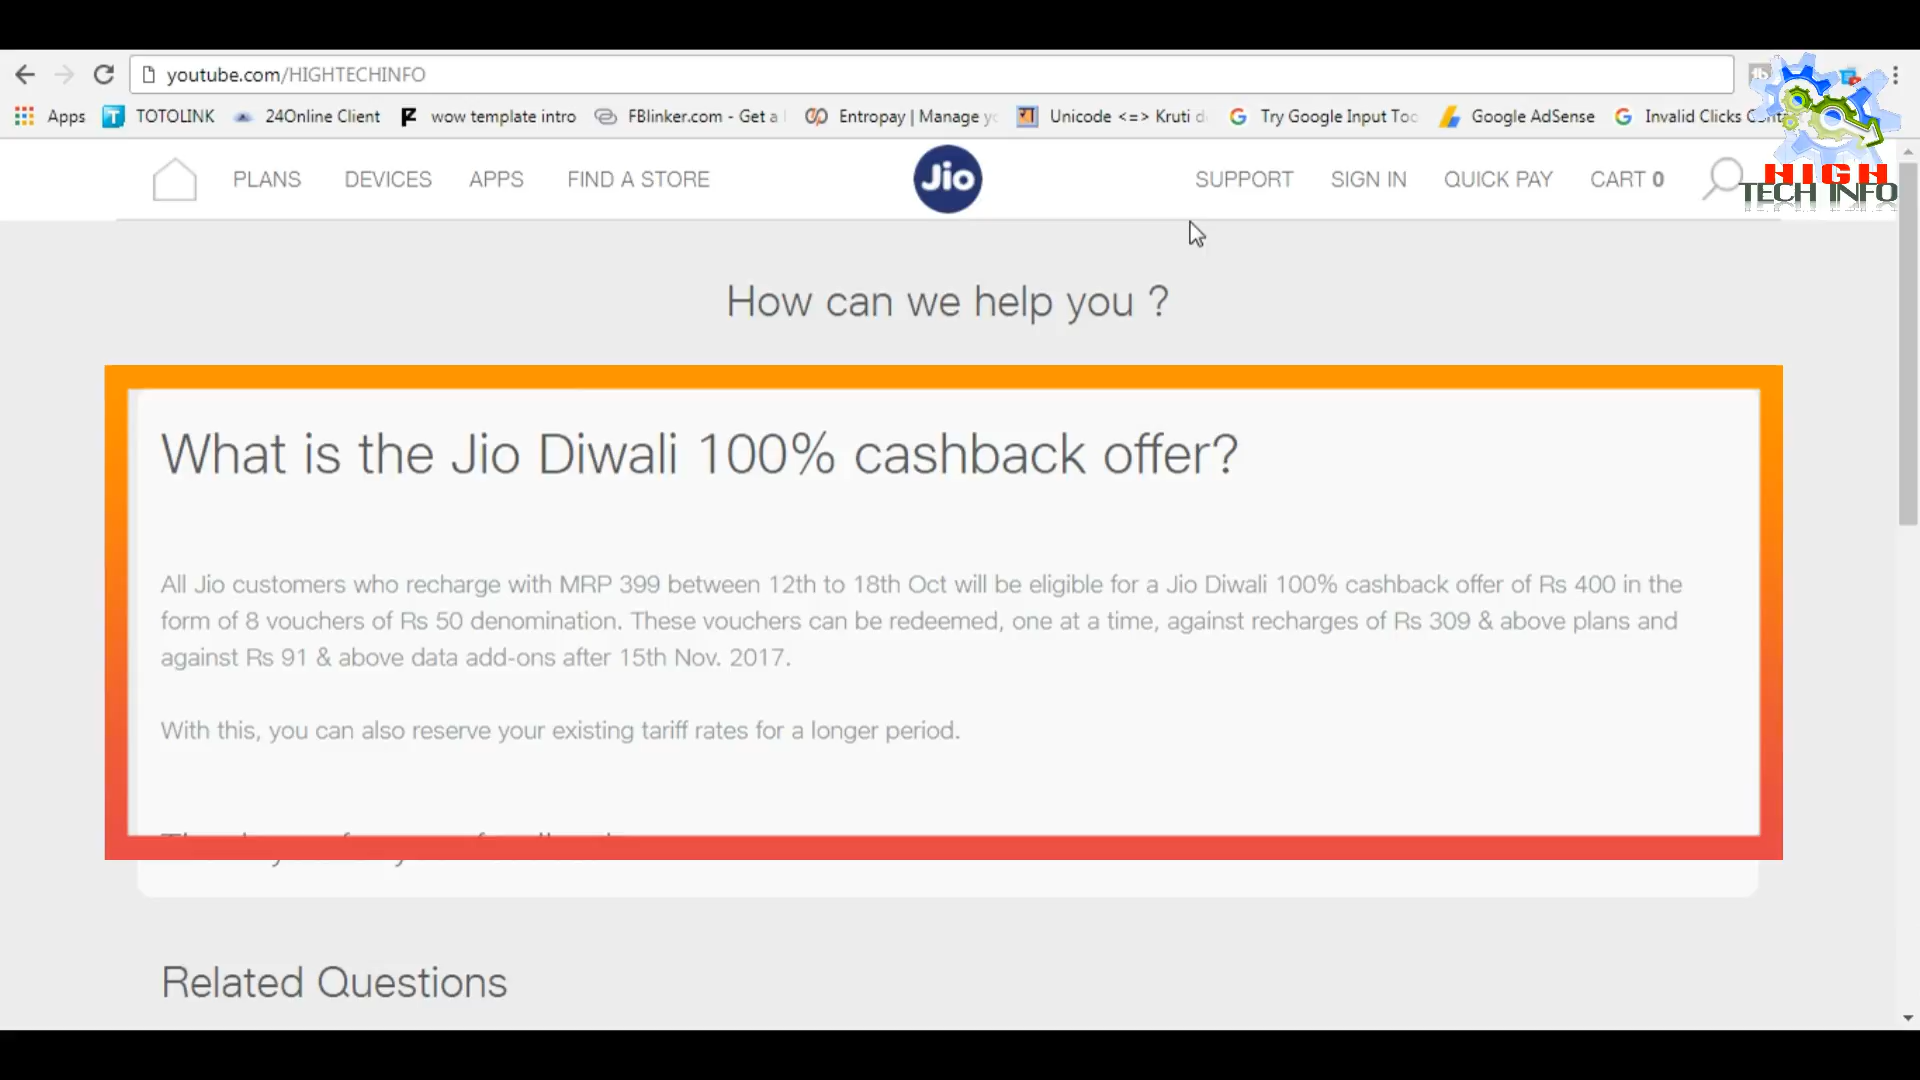 youtube.com/HIGHTECHINFO
Apps TOTOLINK 24Online Client wow template intro FBlinker.com - Get a Entropay | Manage yo Unicode <=> Kruti d Try Google Input Too Google AdSense Invalid Clicks Conta
PLANS DEVICES APPS FIND A STORE Jio SUPPORT SIGN IN QUICK PAY CART 0
HIGH
TECH INFO
How can we help you ?
What is the Jio Diwali 100% cashback offer?
All Jio customers who recharge with MRP 399 between 12th to 18th Oct will be eligible for a Jio Diwali 100% cashback offer of Rs 400 in the
form of 8 vouchers of Rs 50 denomination. These vouchers can be redeemed, one at a time, against recharges of Rs 309 & above plans and
against Rs 91 & above data add-ons after 15th Nov. 2017.
With this, you can also reserve your existing tariff rates for a longer period.
Related Questions